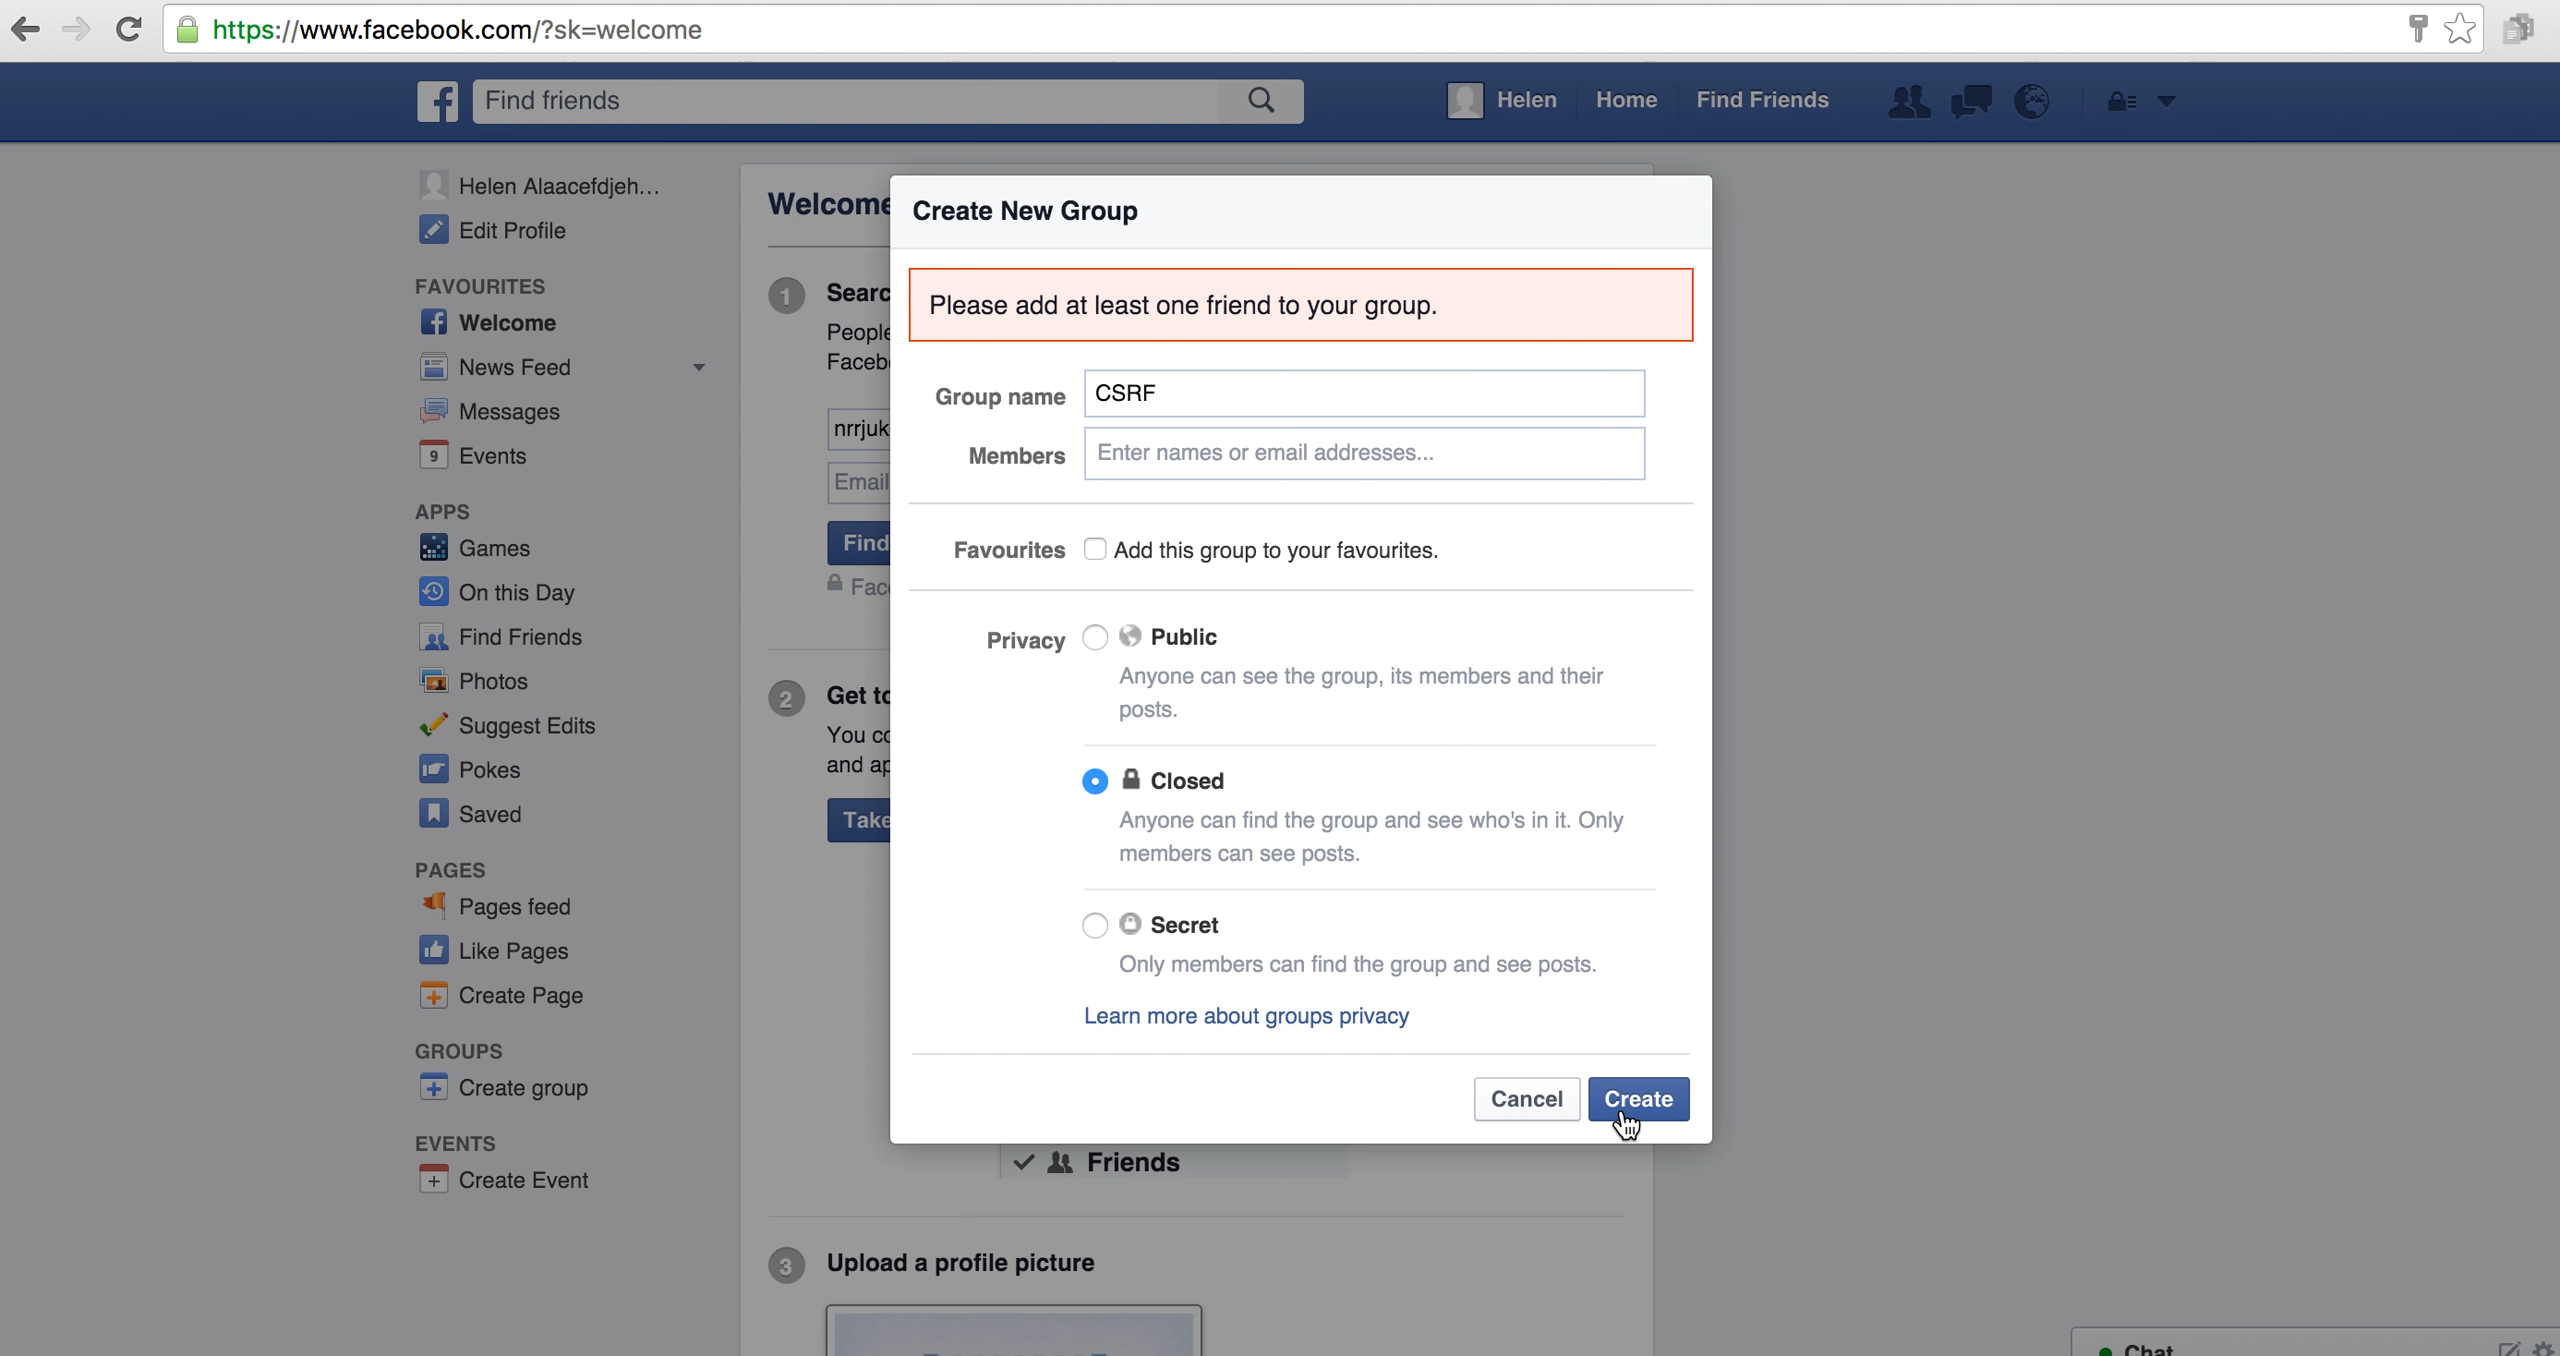 https://www.facebook.com/?sk=welcome
Find friends
Helen
Home
Find Friends
Helen Alaacefdjeh...
Edit Profile
FAVOURITES
Welcome
News Feed
Messages
9
Events
APPS
Games
On this Day
Find Friends
Photos
Suggest Edits
Pokes
Saved
PAGES
Pages feed
Like Pages
Create Page
GROUPS
Create group
EVENTS
Create Event
Welcome
1
Searc
People
Faceb
nrrjuk
Email
Find
Fac
2
Get to
You co
and ap
Take
Create New Group
Please add at least one friend to your group.
Group name
CSRF
Members
Enter names or email addresses...
Favourites
Add this group to your favourites.
Privacy
Public
Anyone can see the group, its members and their
posts.
Closed
Anyone can find the group and see who's in it. Only
members can see posts.
Secret
Only members can find the group and see posts.
Learn more about groups privacy
Cancel
Create
Friends
3
Upload a profile picture
Chat